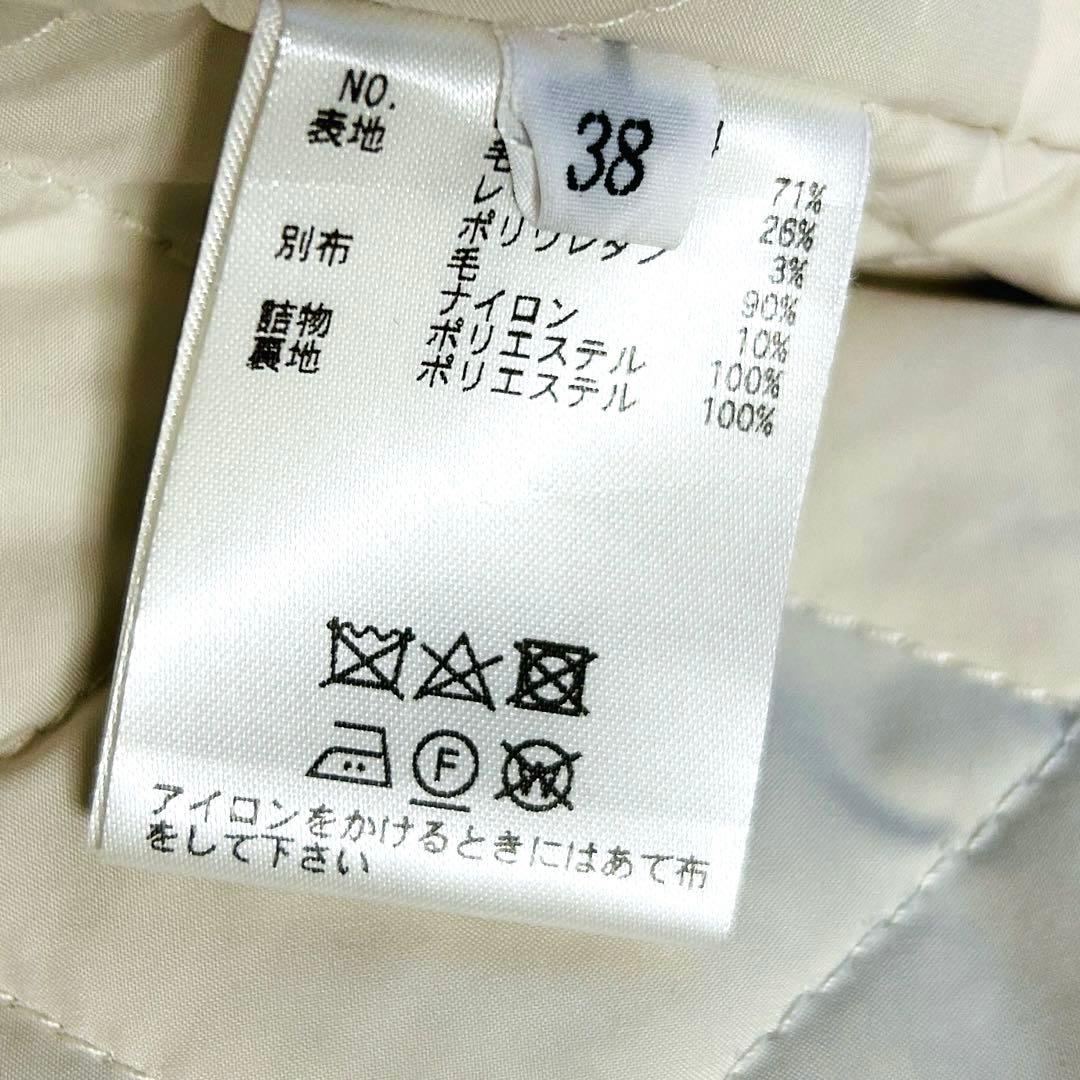 NO.
38
表地 毛 71%
26%
ポリウレタン 3%
別布 毛 90%
ナイロン 10%
詰物 ポリエステル 100%
裏地 ポリエステル 100%
F
W
アイロンをかけるときにはあて布
をして下さい